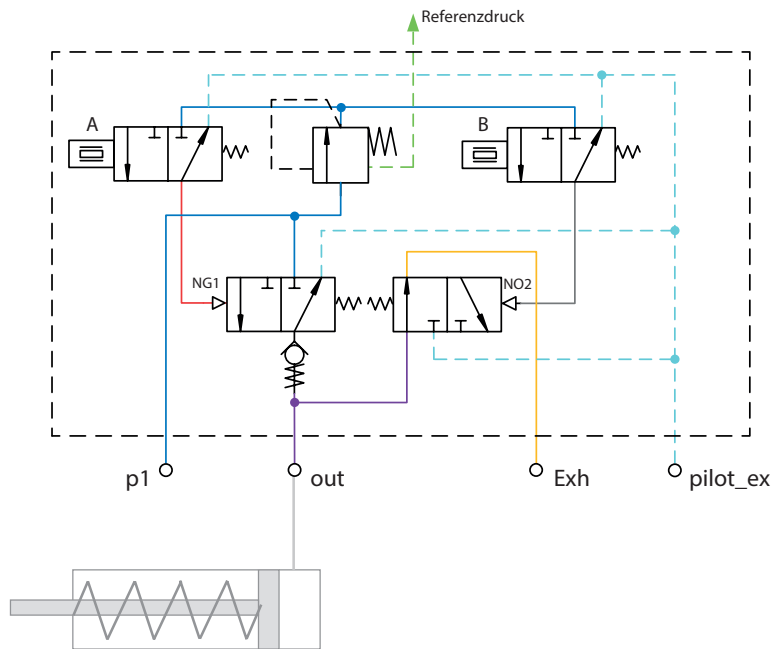 Referenzdruck
A
B
NG1
NO2
p1
out
Exh
pilot_ex